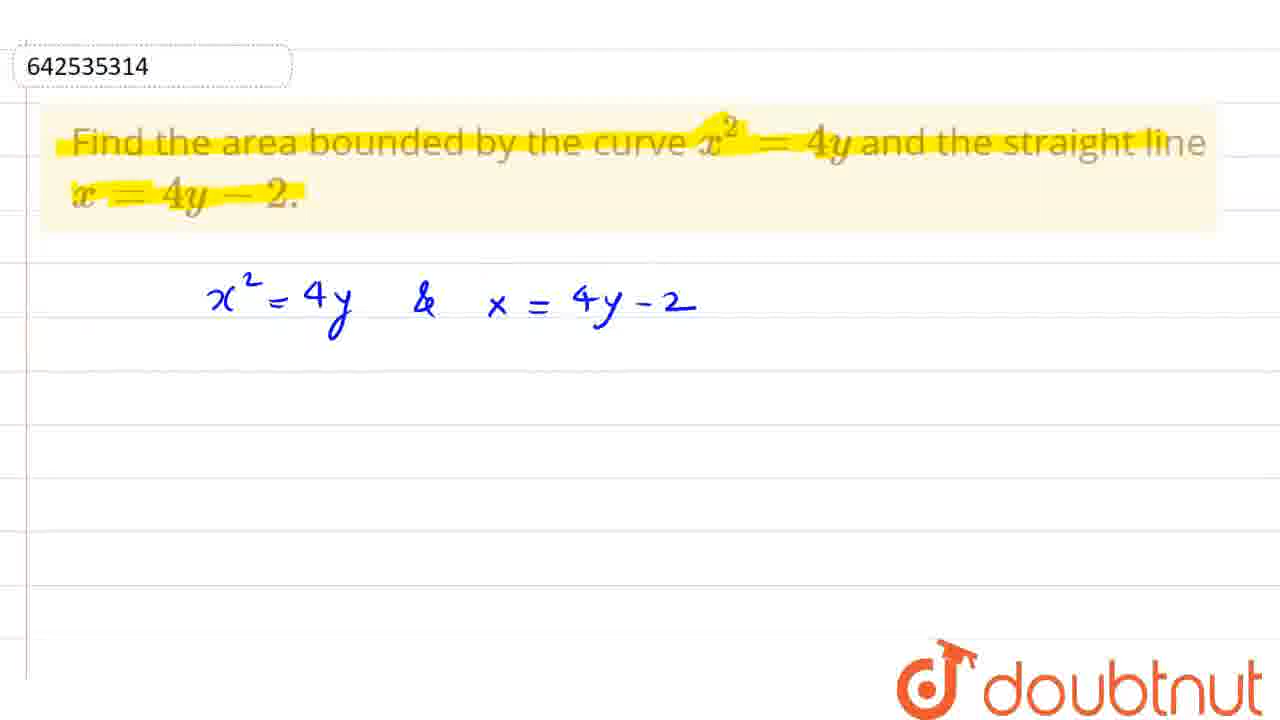 642535314
Find the area bounded by the curve x² = 4y and the straight line
x = 4y − 2.
x² = 4y & x = 4y − 2
doubtnut